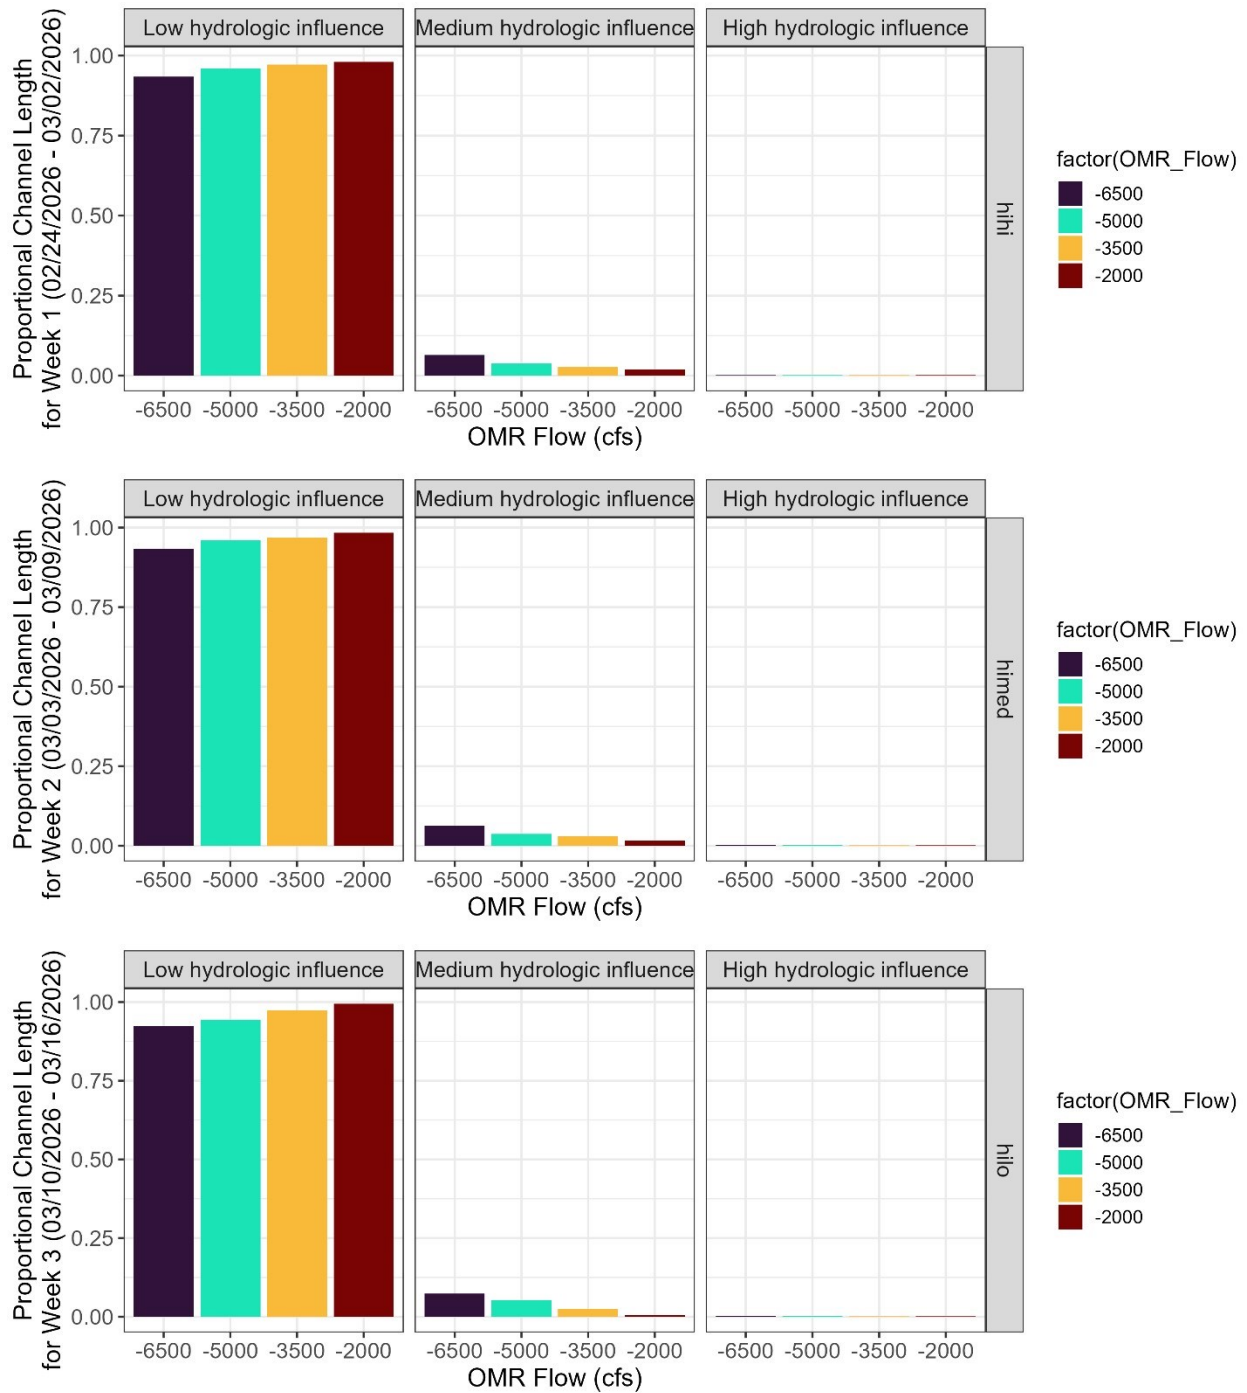 Low hydrologic influence
Medium hydrologic influence
High hydrologic influence
Proportional Channel Length
for Week 1 (02/24/2026 - 03/02/2026)
1.00
0.75
0.50
0.25
0.00
hihi
-6500 -5000 -3500 -2000
-6500 -5000 -3500 -2000
-6500 -5000 -3500 -2000
OMR Flow (cfs)
factor(OMR_Flow)
-6500
-5000
-3500
-2000
Low hydrologic influence
Medium hydrologic influence
High hydrologic influence
Proportional Channel Length
for Week 2 (03/03/2026 - 03/09/2026)
1.00
0.75
0.50
0.25
0.00
himed
-6500 -5000 -3500 -2000
-6500 -5000 -3500 -2000
-6500 -5000 -3500 -2000
OMR Flow (cfs)
factor(OMR_Flow)
-6500
-5000
-3500
-2000
Low hydrologic influence
Medium hydrologic influence
High hydrologic influence
Proportional Channel Length
for Week 3 (03/10/2026 - 03/16/2026)
1.00
0.75
0.50
0.25
0.00
hilo
-6500 -5000 -3500 -2000
-6500 -5000 -3500 -2000
-6500 -5000 -3500 -2000
OMR Flow (cfs)
factor(OMR_Flow)
-6500
-5000
-3500
-2000